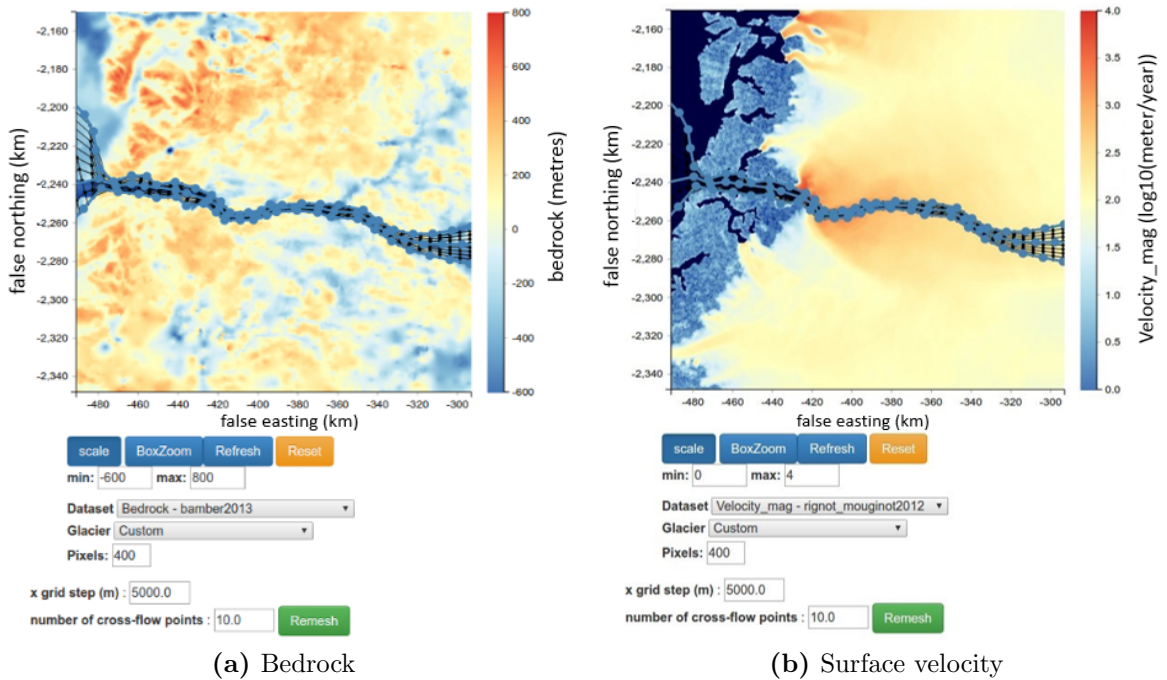 -2,160
-2,180
-2,200
-2,220
-2,240
-2,260
-2,280
-2,300
-2,320
-2,340
false northing (km)
-480 -460 -440 -420 -400 -380 -360 -340 -320 -300
false easting (km)
800
600
400
200
0
-200
-400
-600
bedrock (metres)
scale BoxZoom Refresh Reset
min: -600 max: 800
Dataset Bedrock - bamber2013
Glacier Custom
Pixels: 400
x grid step (m) : 5000.0
number of cross-flow points : 10.0 Remesh
(a) Bedrock
-2,160
-2,180
-2,200
-2,220
-2,240
-2,260
-2,280
-2,300
-2,320
-2,340
false northing (km)
-480 -460 -440 -420 -400 -380 -360 -340 -320 -300
false easting (km)
4.0
3.5
3.0
2.5
2.0
1.5
1.0
0.5
0.0
Velocity_mag (log10(meter/year))
scale BoxZoom Refresh Reset
min: 0 max: 4
Dataset Velocity_mag - rignot_mouginot2012
Glacier Custom
Pixels: 400
x grid step (m) : 5000.0
number of cross-flow points : 10.0 Remesh
(b) Surface velocity